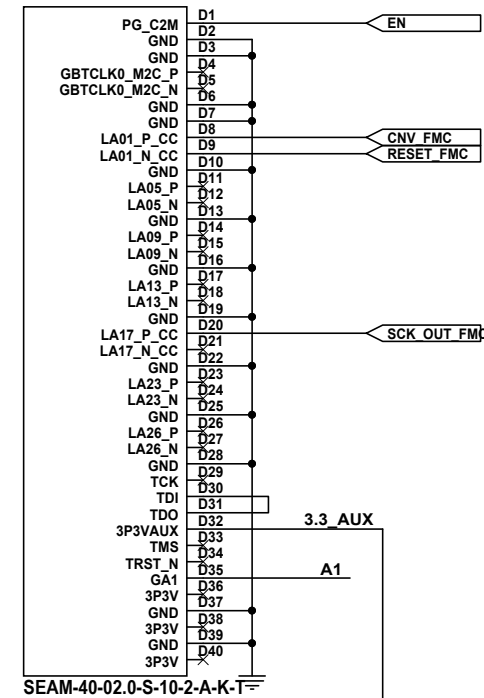 D1
PG_C2M
EN
D2
GND
D3
GND
D4
GBTCLK0_M2C_P
D5
GBTCLK0_M2C_N
D6
GND
D7
GND
D8
LA01_P_CC
CNV_FMC
D9
LA01_N_CC
RESET_FMC
D10
GND
D11
LA05_P
D12
LA05_N
D13
GND
D14
LA09_P
D15
LA09_N
D16
GND
D17
LA13_P
D18
LA13_N
D19
GND
D20
LA17_P_CC
SCK_OUT_FMC
D21
LA17_N_CC
D22
GND
D23
LA23_P
D24
LA23_N
D25
GND
D26
LA26_P
D27
LA26_N
D28
GND
D29
TCK
D30
TDI
D31
TDO
D32
3P3VAUX
3.3_AUX
D33
TMS
D34
TRST_N
D35
GA1
A1
D36
3P3V
D37
GND
D38
3P3V
D39
GND
D40
3P3V
SEAM-40-02.0-S-10-2-A-K-T